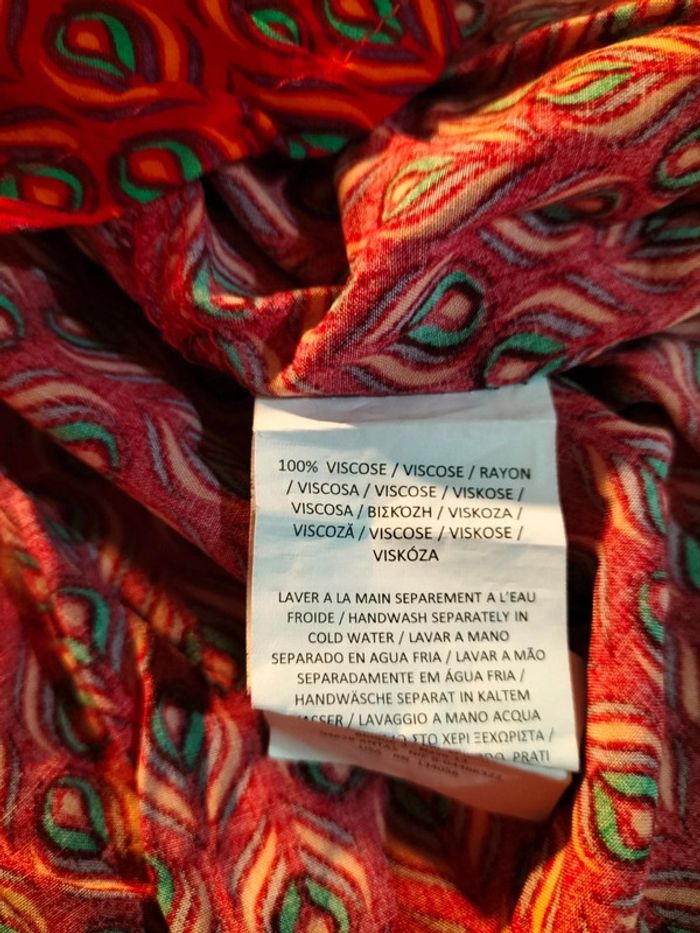 100% VISCOSE / VISCOSE / RAYON
/ VISCOSA / VISCOSE / VISKOSE /
VISCOSA / ΒΙΣΚΌΖΗ / VISKOZA /
VISCOZĂ / VISCOSE / VISKOSE /
VISKÓZA
LAVER A LA MAIN SEPAREMENT A L'EAU
FROIDE / HANDWASH SEPARATELY IN
COLD WATER / LAVAR A MANO
SEPARADO EN AGUA FRIA / LAVAR A MÃO
SEPARADAMENTE EM ÁGUA FRIA /
HANDWÄSCHE SEPARAT IN KALTEM
/ LAVAGGIO A MANO ACQUA
ΣΤΟ ΧΕΡΙ ΞΕΧΩΡΙΣΤΑ /
PRATI